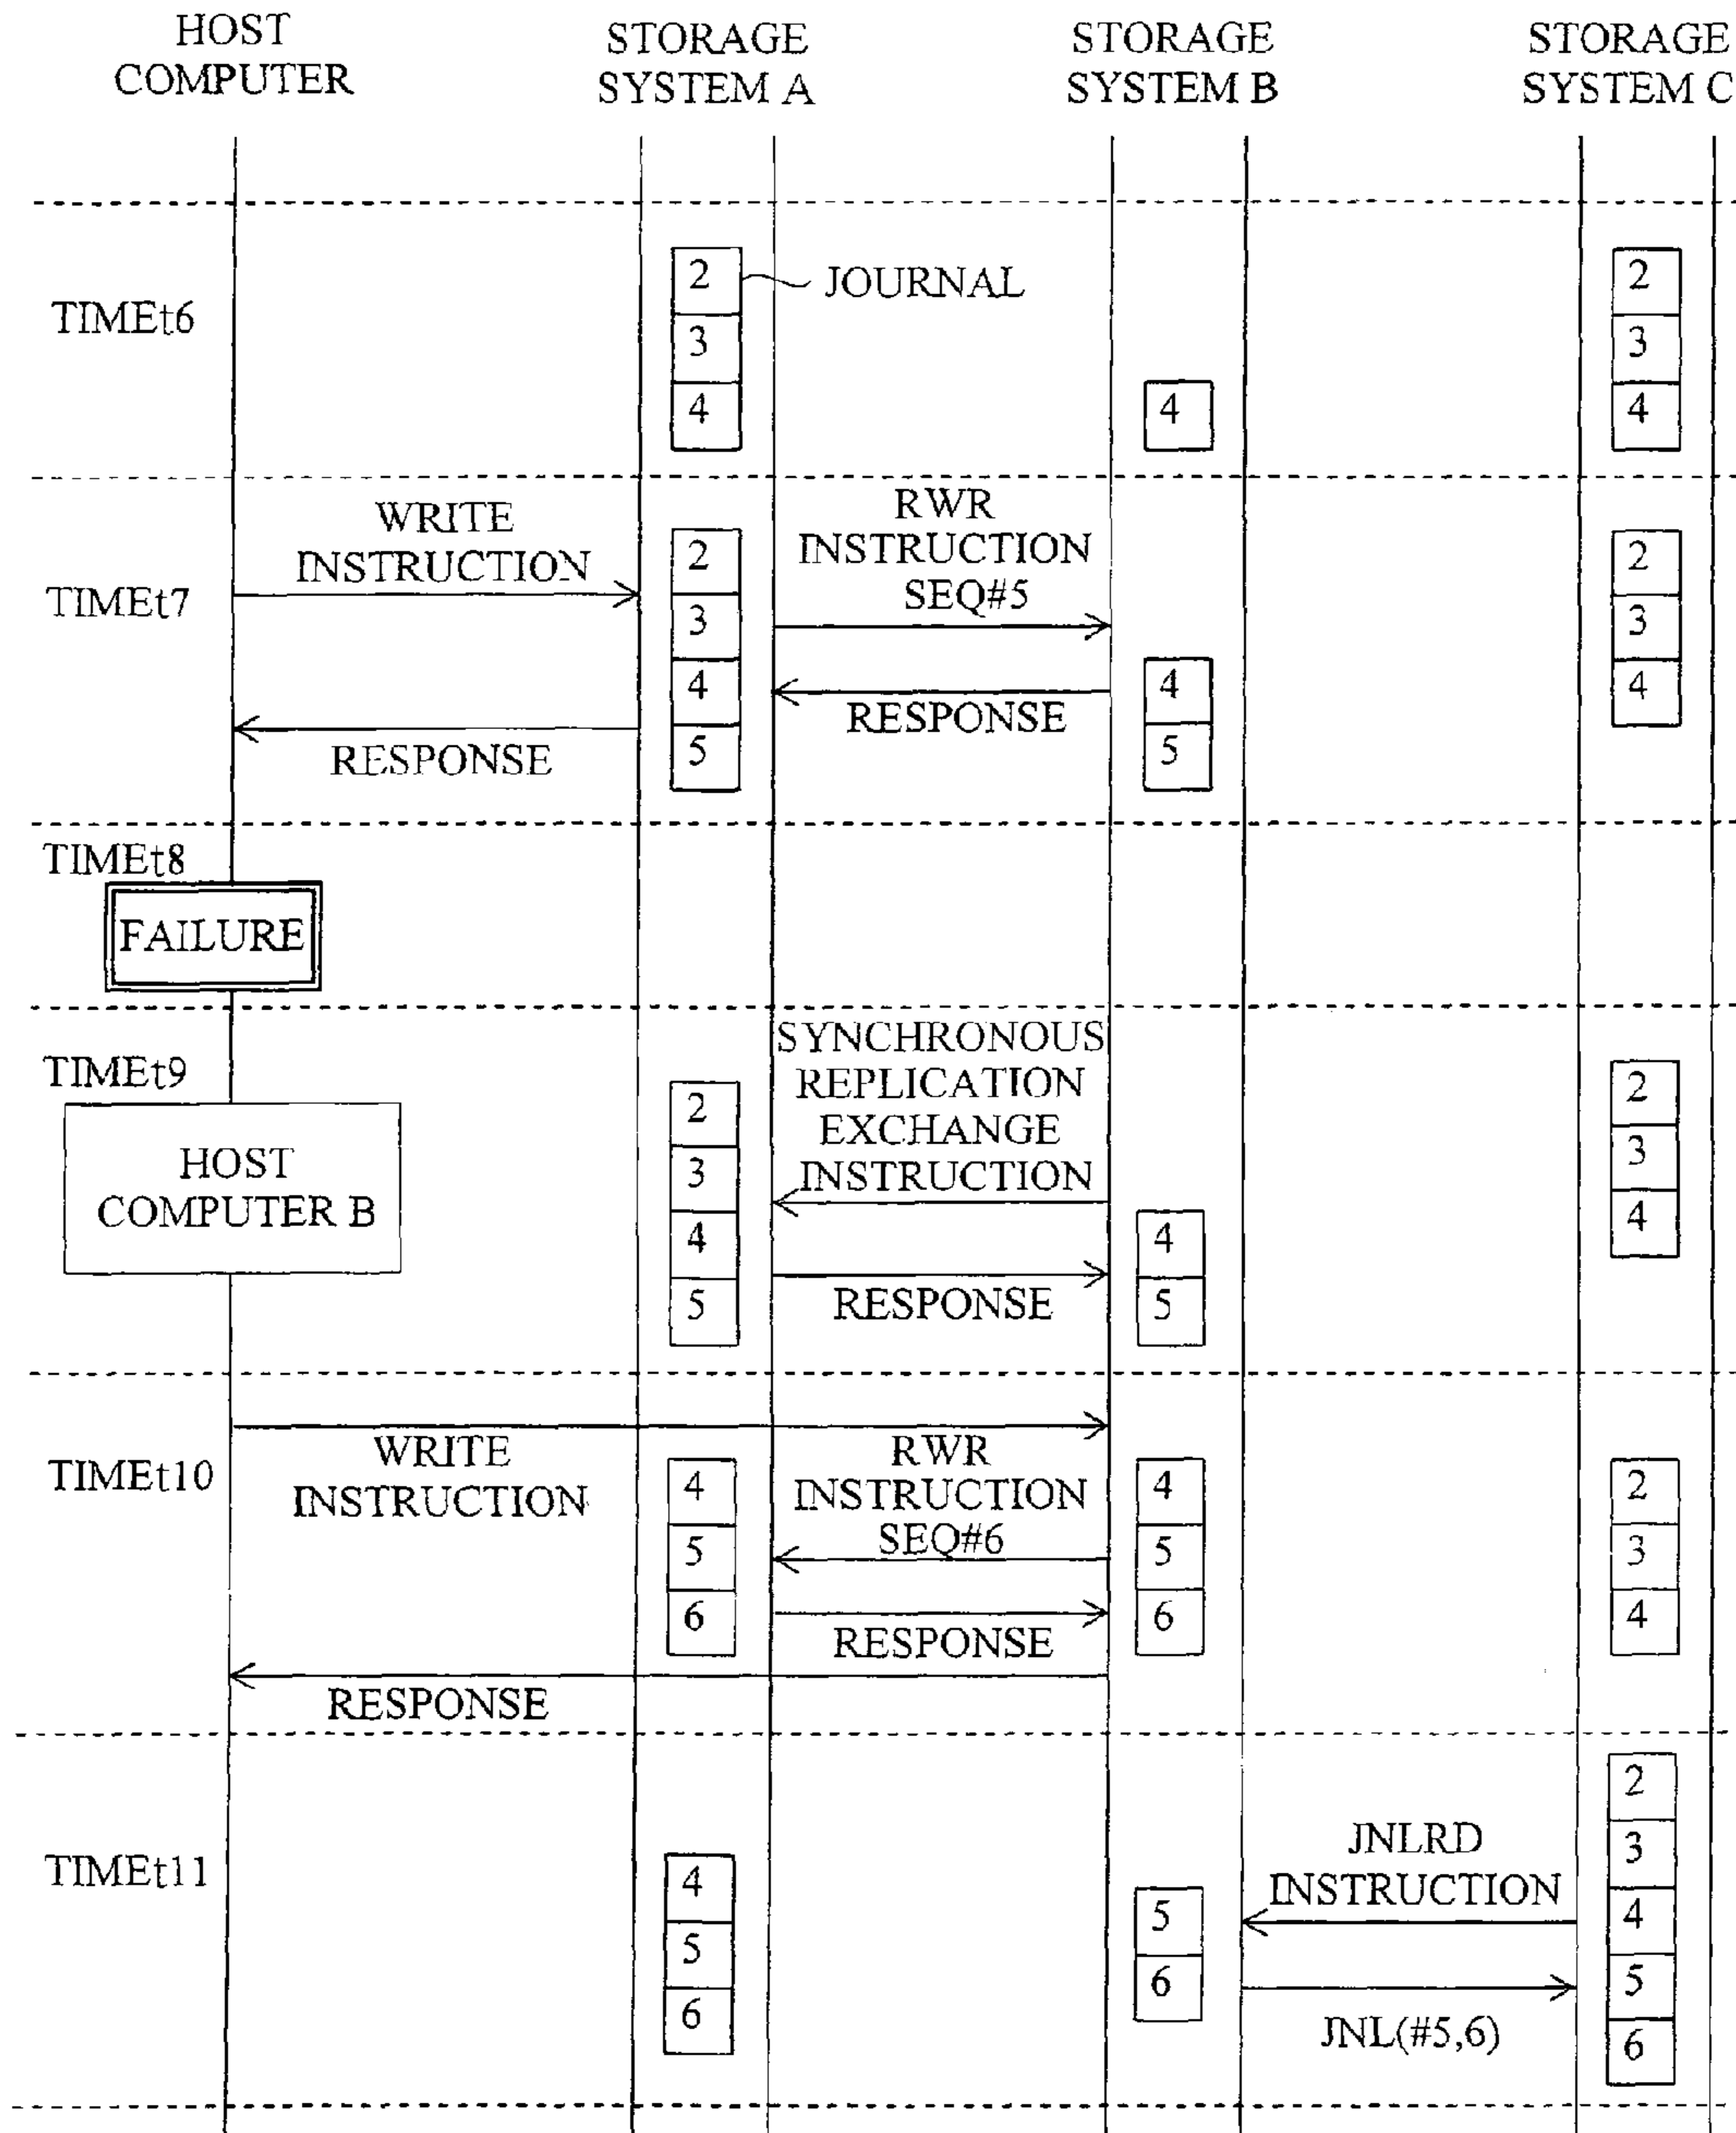 HOST
COMPUTER
STORAGE
SYSTEM A
STORAGE
SYSTEM B
STORAGE
SYSTEM C
TIMEt6
2
3
4
JOURNAL
4
2
3
4
TIMEt7
WRITE
INSTRUCTION
RESPONSE
2
3
4
5
RWR
INSTRUCTION
SEQ#5
RESPONSE
4
5
2
3
4
TIMEt8
FAILURE
TIMEt9
HOST
COMPUTER B
2
3
4
5
SYNCHRONOUS
REPLICATION
EXCHANGE
INSTRUCTION
RESPONSE
4
5
2
3
4
TIMEt10
WRITE
INSTRUCTION
RESPONSE
4
5
6
RWR
INSTRUCTION
SEQ#6
RESPONSE
4
5
6
2
3
4
TIMEt11
4
5
6
5
6
JNLRD
INSTRUCTION
JNL(#5,6)
2
3
4
5
6